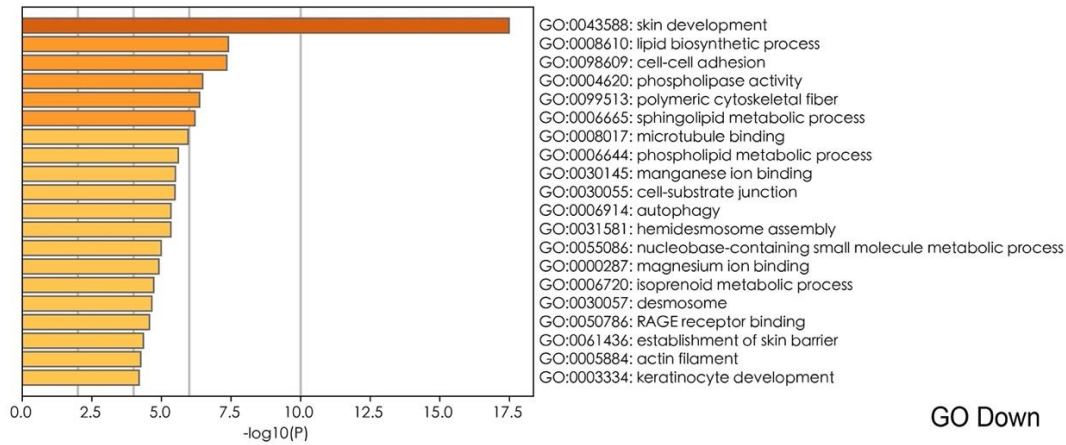 GO:0043588: skin development
GO:0008610: lipid biosynthetic process
GO:0098609: cell-cell adhesion
GO:0004620: phospholipase activity
GO:0099513: polymeric cytoskeletal fiber
GO:0006665: sphingolipid metabolic process
GO:0008017: microtubule binding
GO:0006644: phospholipid metabolic process
GO:0030145: manganese ion binding
GO:0030055: cell-substrate junction
GO:0006914: autophagy
GO:0031581: hemidesmosome assembly
GO:0055086: nucleobase-containing small molecule metabolic process
GO:0000287: magnesium ion binding
GO:0006720: isoprenoid metabolic process
GO:0030057: desmosome
GO:0050786: RAGE receptor binding
GO:0061436: establishment of skin barrier
GO:0005884: actin filament
GO:0003334: keratinocyte development
0.0 2.5 5.0 7.5 10.0 12.5 15.0 17.5
-log10(P)
GO Down